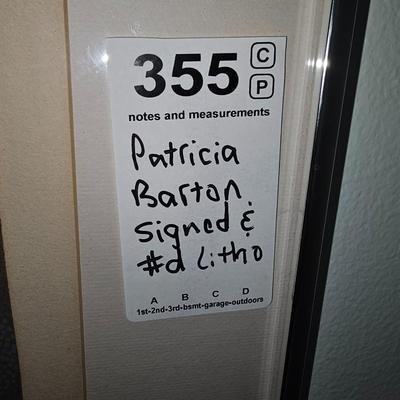 355 C
P
notes and measurements
Patricia
Barton
signed &
#d Litho
A B C D
1st-2nd-3rd-bsmt-garage-outdoors